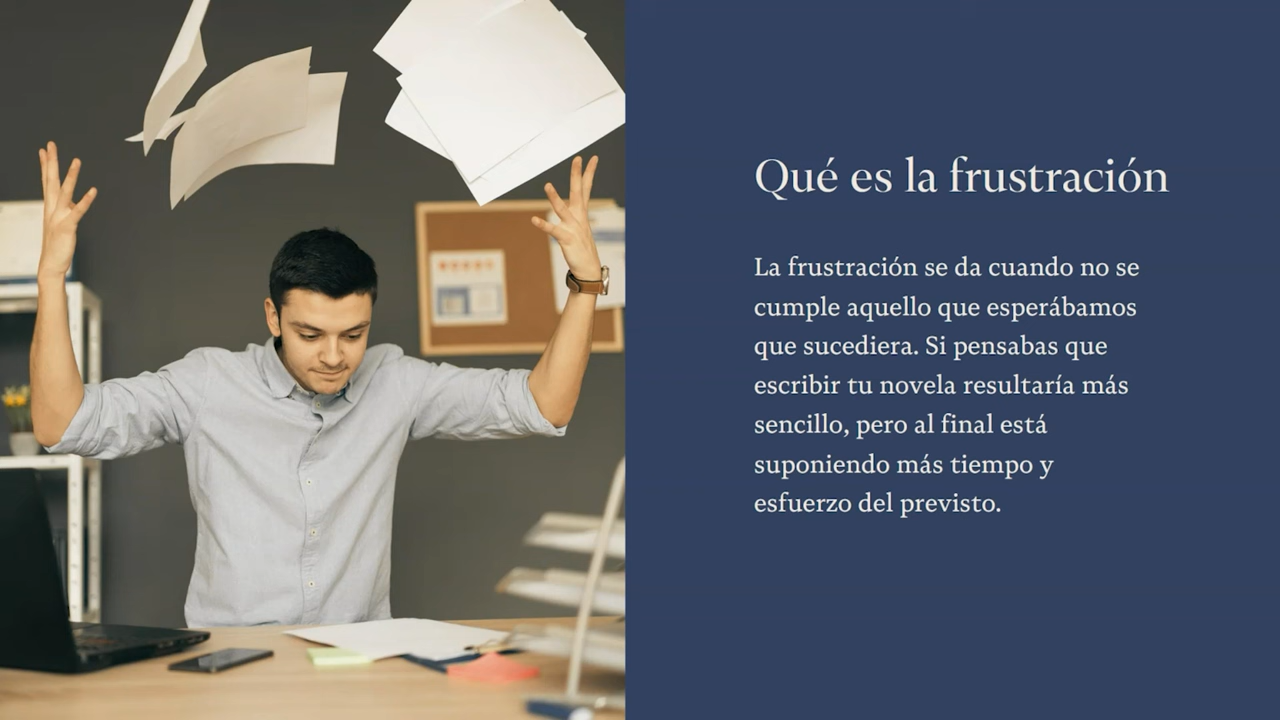 Qué es la frustración
La frustración se da cuando no se
cumple aquello que esperábamos
que sucediera. Si pensabas que
escribir tu novela resultaría más
sencillo, pero al final está
suponiendo más tiempo y
esfuerzo del previsto.